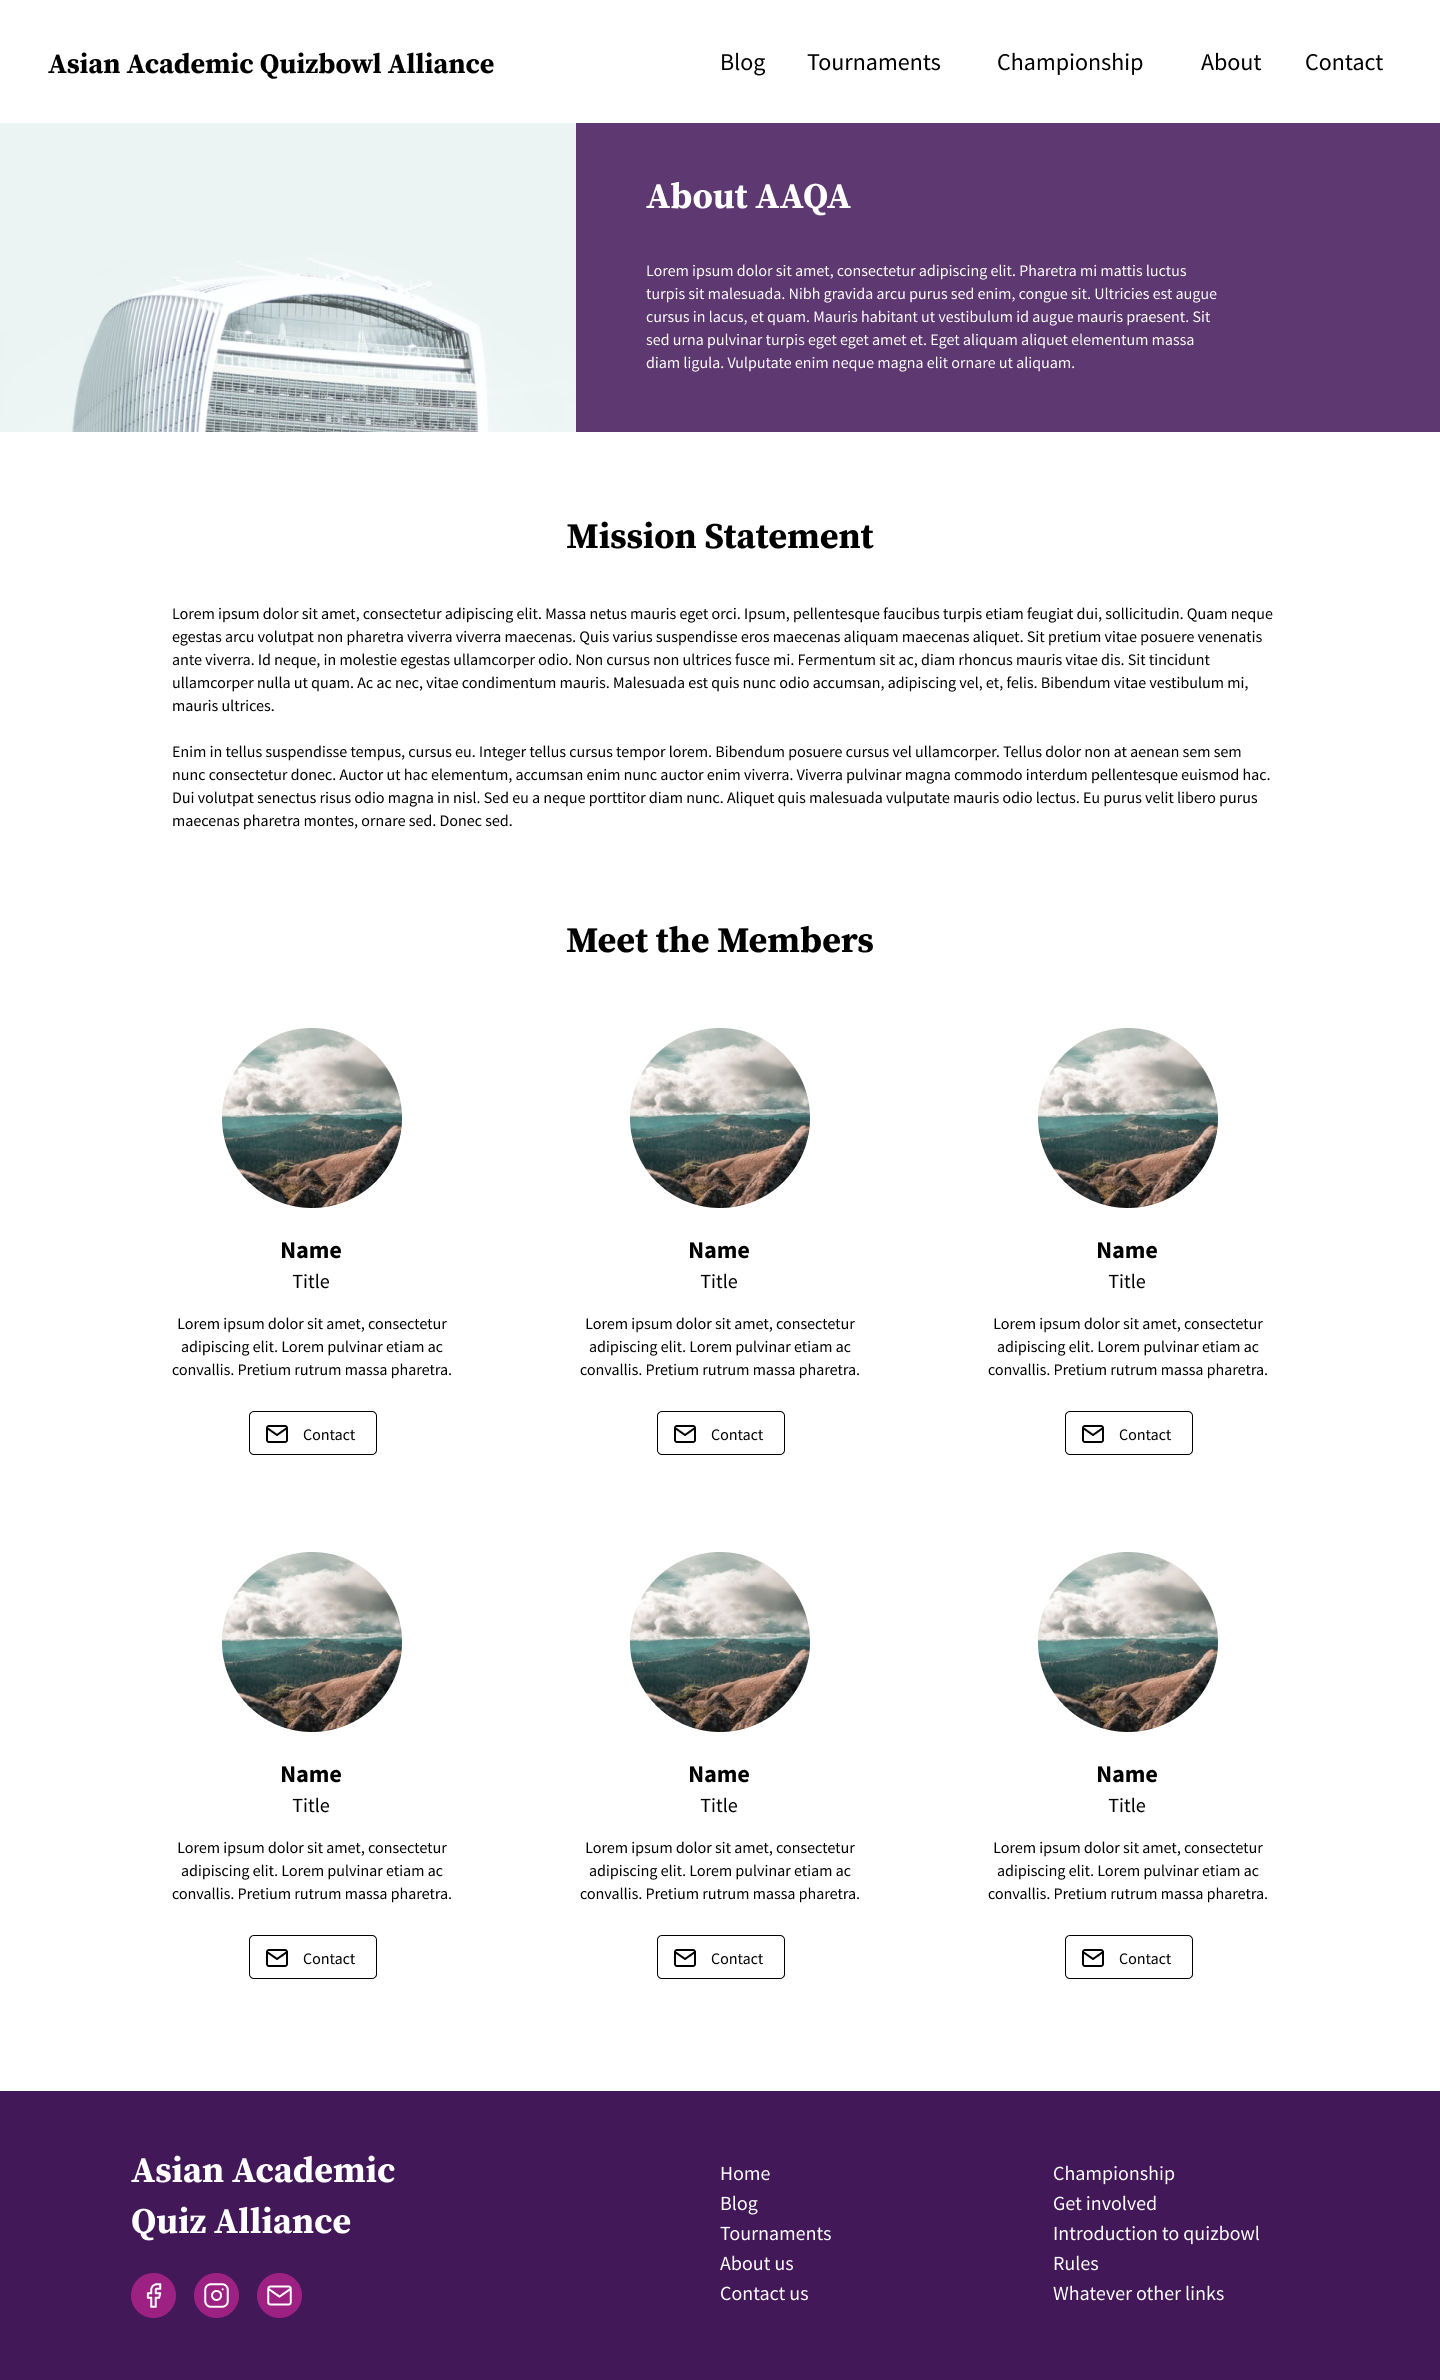 Asian Academic Quizbowl Alliance
Blog Tournaments Championship About Contact
About AAQA
Lorem ipsum dolor sit amet, consectetur adipiscing elit. Pharetra mi mattis luctus
turpis sit malesuada. Nibh gravida arcu purus sed enim, congue sit. Ultricies est augue
cursus in lacus, et quam. Mauris habitant ut vestibulum id augue mauris praesent. Sit
sed urna pulvinar turpis eget eget amet et. Eget aliquam aliquet elementum massa
diam ligula. Vulputate enim neque magna elit ornare ut aliquam.
Mission Statement
Lorem ipsum dolor sit amet, consectetur adipiscing elit. Massa netus mauris eget orci. Ipsum, pellentesque faucibus turpis etiam feugiat dui, sollicitudin. Quam neque
egestas arcu volutpat non pharetra viverra viverra maecenas. Quis varius suspendisse eros maecenas aliquam maecenas aliquet. Sit pretium vitae posuere venenatis
ante viverra. Id neque, in molestie egestas ullamcorper odio. Non cursus non ultrices fusce mi. Fermentum sit ac, diam rhoncus mauris vitae dis. Sit tincidunt
ullamcorper nulla ut quam. Ac ac nec, vitae condimentum mauris. Malesuada est quis nunc odio accumsan, adipiscing vel, et, felis. Bibendum vitae vestibulum mi,
mauris ultrices.
Enim in tellus suspendisse tempus, cursus eu. Integer tellus cursus tempor lorem. Bibendum posuere cursus vel ullamcorper. Tellus dolor non at aenean sem sem
nunc consectetur donec. Auctor ut hac elementum, accumsan enim nunc auctor enim viverra. Viverra pulvinar magna commodo interdum pellentesque euismod hac.
Dui volutpat senectus risus odio magna in nisl. Sed eu a neque porttitor diam nunc. Aliquet quis malesuada vulputate mauris odio lectus. Eu purus velit libero purus
maecenas pharetra montes, ornare sed. Donec sed.
Meet the Members
Name
Title
Lorem ipsum dolor sit amet, consectetur
adipiscing elit. Lorem pulvinar etiam ac
convallis. Pretium rutrum massa pharetra.
Contact
Name
Title
Lorem ipsum dolor sit amet, consectetur
adipiscing elit. Lorem pulvinar etiam ac
convallis. Pretium rutrum massa pharetra.
Contact
Name
Title
Lorem ipsum dolor sit amet, consectetur
adipiscing elit. Lorem pulvinar etiam ac
convallis. Pretium rutrum massa pharetra.
Contact
Name
Title
Lorem ipsum dolor sit amet, consectetur
adipiscing elit. Lorem pulvinar etiam ac
convallis. Pretium rutrum massa pharetra.
Contact
Name
Title
Lorem ipsum dolor sit amet, consectetur
adipiscing elit. Lorem pulvinar etiam ac
convallis. Pretium rutrum massa pharetra.
Contact
Name
Title
Lorem ipsum dolor sit amet, consectetur
adipiscing elit. Lorem pulvinar etiam ac
convallis. Pretium rutrum massa pharetra.
Contact
Asian Academic
Quiz Alliance
Home
Blog
Tournaments
About us
Contact us
Championship
Get involved
Introduction to quizbowl
Rules
Whatever other links